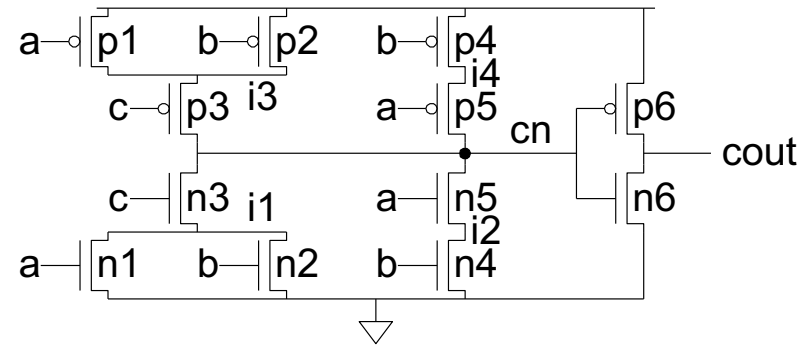 a p1 b p2 b p4
i4
c p3 i3 a p5 p6
cn
cout
c n3 i1 a n5 n6
i2
a n1 b n2 b n4